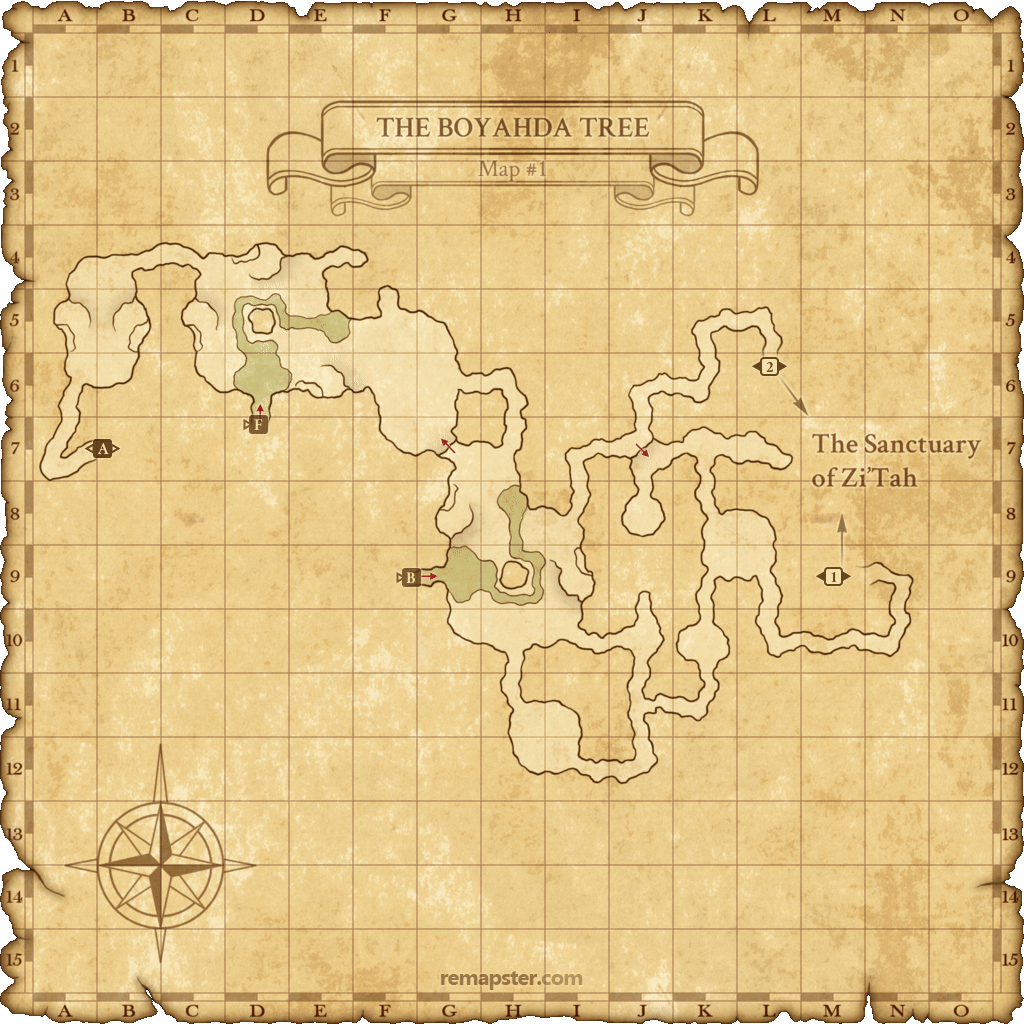 A B C D E F G H I J K L M N O
1 1
2 2
THE BOYAHDA TREE
Map #1
3 3
4 4
5 5
6 6
2
F
7 7
A
The Sanctuary
of Zi'Tah
8 8
9 9
B
1
10 10
11 11
12 12
13 13
14 14
15 15
remapster.com
A B C D E F G H I J K L M N O